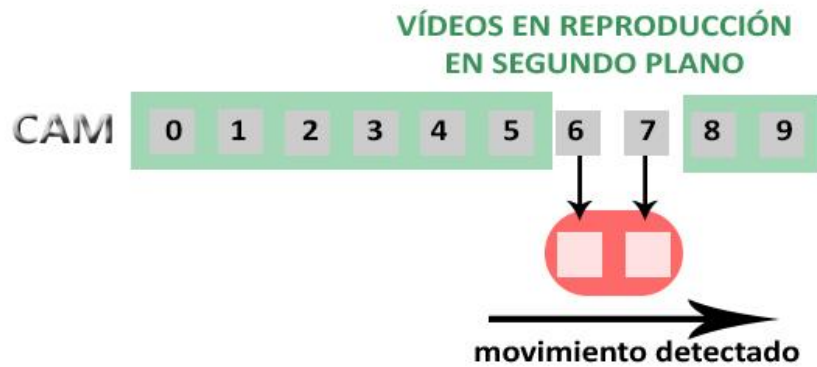 VÍDEOS EN REPRODUCCIÓN
EN SEGUNDO PLANO
CAM 0 1 2 3 4 5 6 7 8 9
movimiento detectado